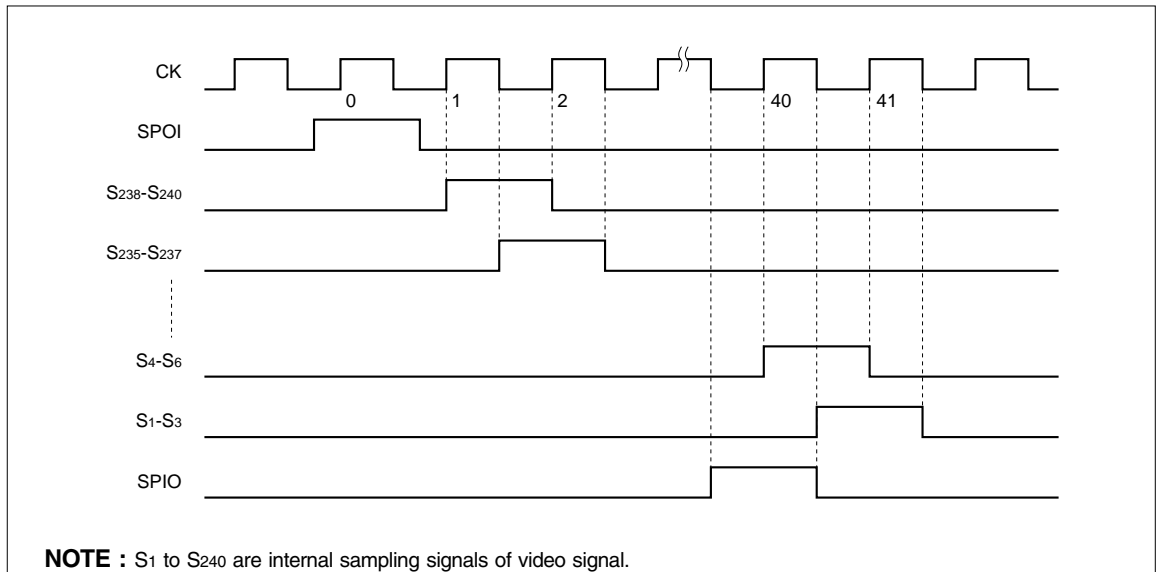 CK
0 1 2 40 41
SPOI
S238-S240
S235-S237
S4-S6
S1-S3
SPIO
NOTE : S1 to S240 are internal sampling signals of video signal.